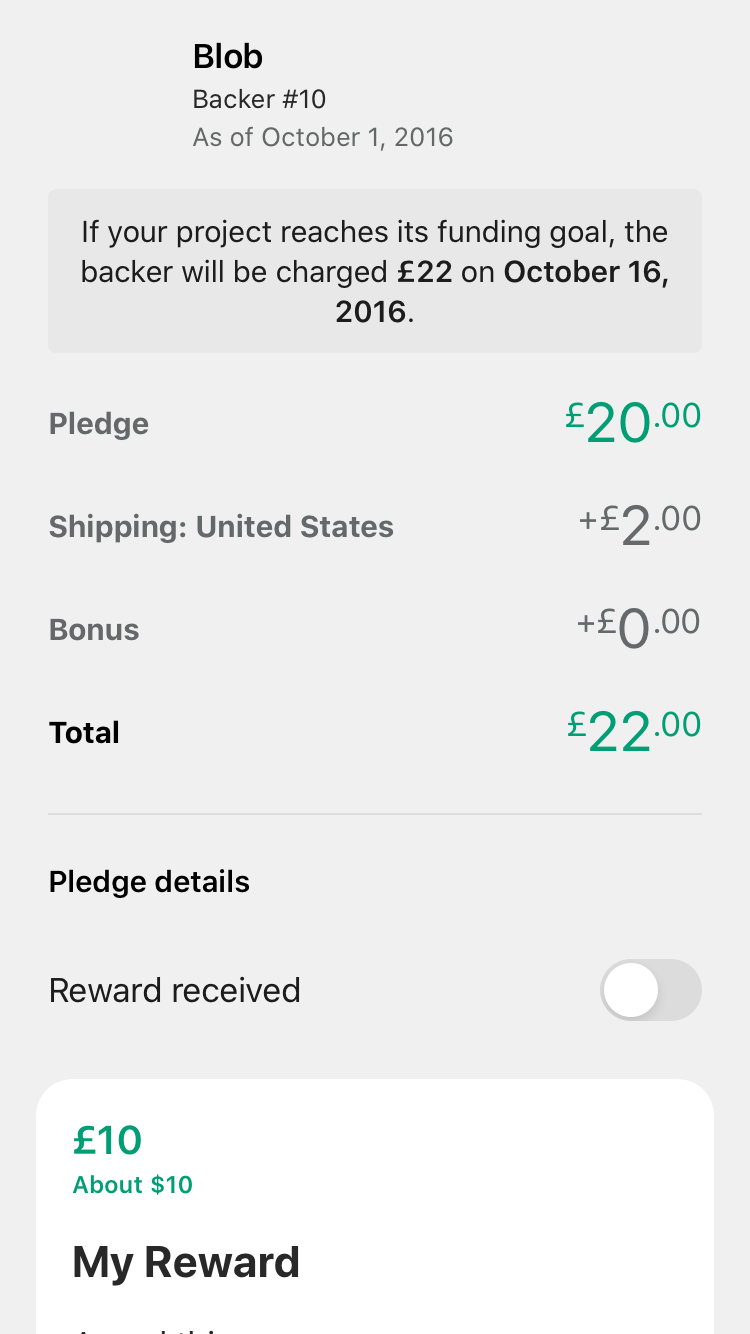 Blob
Backer #10
As of October 1, 2016
If your project reaches its funding goal, the
backer will be charged £22 on October 16,
2016.
Pledge £20.00
Shipping: United States +£2.00
Bonus +£0.00
Total £22.00
Pledge details
Reward received
£10
About $10
My Reward